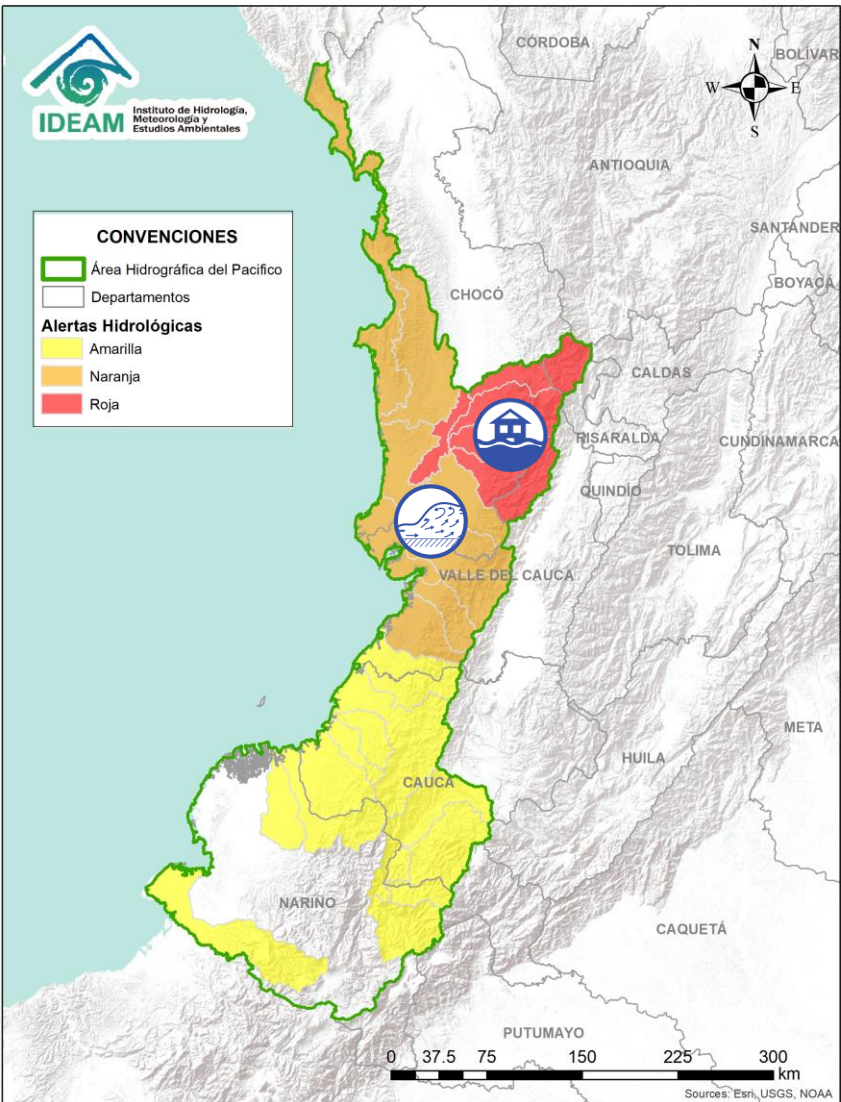 IDEAM
Instituto de Hidrología,
Meteorología y
Estudios Ambientales
N
W
E
S
CÓRDOBA
BOLÍVAR
ANTIOQUIA
SANTANDER
BOYACÁ
CHOCÓ
CONVENCIONES
Área Hidrográfica del Pacifico
Departamentos
Alertas Hidrológicas
Amarilla
Naranja
Roja
CALDAS
RISARALDA
CUNDINAMARCA
QUINDÍO
TOLIMA
VALLE DEL CAUCA
META
HUILA
CAUCA
NARIÑO
CAQUETÁ
PUTUMAYO
0 37.5 75 150 225 300
km
Sources: Esri, USGS, NOAA